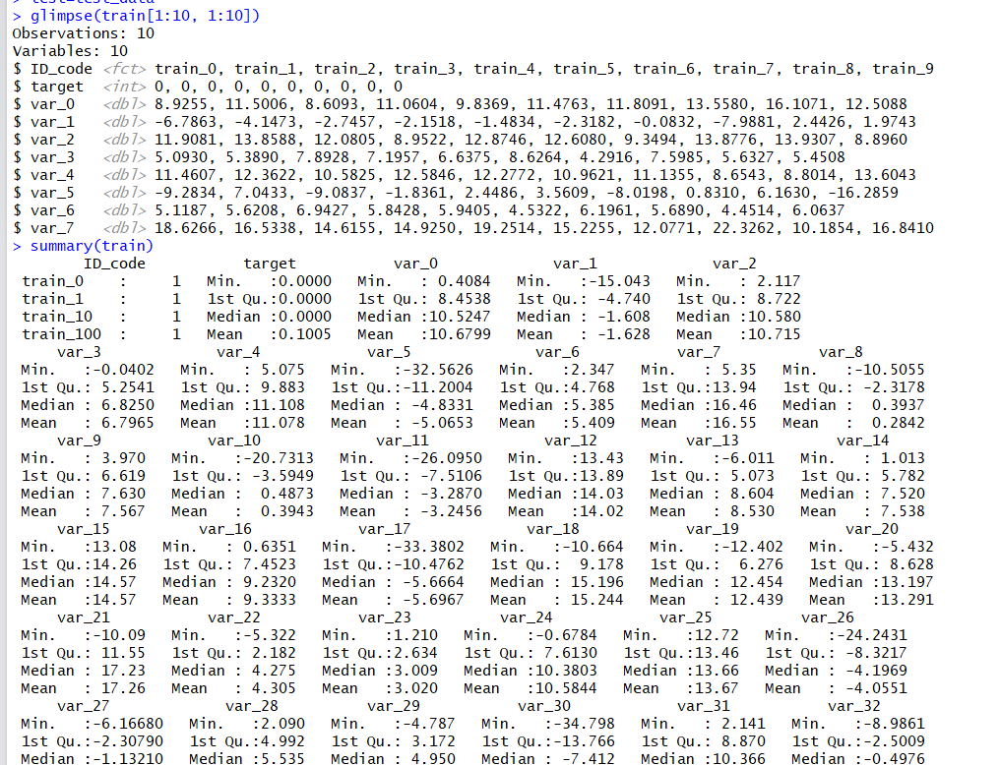 > test=test_data
> glimpse(train[1:10, 1:10])
Observations: 10
Variables: 10
$ ID_code <fct> train_0, train_1, train_2, train_3, train_4, train_5, train_6, train_7, train_8, train_9
$ target <int> 0, 0, 0, 0, 0, 0, 0, 0, 0, 0
$ var_0 <dbl> 8.9255, 11.5006, 8.6093, 11.0604, 9.8369, 11.4763, 11.8091, 13.5580, 16.1071, 12.5088
$ var_1 <dbl> -6.7863, -4.1473, -2.7457, -2.1518, -1.4834, -2.3182, -0.0832, -7.9881, 2.4426, 1.9743
$ var_2 <dbl> 11.9081, 13.8588, 12.0805, 8.9522, 12.8746, 12.6080, 9.3494, 13.8776, 13.9307, 8.8960
$ var_3 <dbl> 5.0930, 5.3890, 7.8928, 7.1957, 6.6375, 8.6264, 4.2916, 7.5985, 5.6327, 5.4508
$ var_4 <dbl> 11.4607, 12.3622, 10.5825, 12.5846, 12.2772, 10.9621, 11.1355, 8.6543, 8.8014, 13.6043
$ var_5 <dbl> -9.2834, 7.0433, -9.0837, -1.8361, 2.4486, 3.5609, -8.0198, 0.8310, 6.1630, -16.2859
$ var_6 <dbl> 5.1187, 5.6208, 6.9427, 5.8428, 5.9405, 4.5322, 6.1961, 5.6890, 4.4514, 6.0637
$ var_7 <dbl> 18.6266, 16.5338, 14.6155, 14.9250, 19.2514, 15.2255, 12.0771, 22.3262, 10.1854, 16.8410
> summary(train)
ID_code target var_0 var_1 var_2
train_0 : 1 Min. :0.0000 Min. : 0.4084 Min. :-15.043 Min. : 2.117
train_1 : 1 1st Qu.:0.0000 1st Qu.: 8.4538 1st Qu.: -4.740 1st Qu.: 8.722
train_10 : 1 Median :0.0000 Median :10.5247 Median : -1.608 Median :10.580
train_100 : 1 Mean :0.1005 Mean :10.6799 Mean : -1.628 Mean :10.715
var_3 var_4 var_5 var_6 var_7 var_8
Min. :-0.0402 Min. : 5.075 Min. :-32.5626 Min. :2.347 Min. : 5.35 Min. :-10.5055
1st Qu.: 5.2541 1st Qu.: 9.883 1st Qu.:-11.2004 1st Qu.:4.768 1st Qu.:13.94 1st Qu.: -2.3178
Median : 6.8250 Median :11.108 Median : -4.8331 Median :5.385 Median :16.46 Median : 0.3937
Mean : 6.7965 Mean :11.078 Mean : -5.0653 Mean :5.409 Mean :16.55 Mean : 0.2842
var_9 var_10 var_11 var_12 var_13 var_14
Min. : 3.970 Min. :-20.7313 Min. :-26.0950 Min. :13.43 Min. :-6.011 Min. : 1.013
1st Qu.: 6.619 1st Qu.: -3.5949 1st Qu.: -7.5106 1st Qu.:13.89 1st Qu.: 5.073 1st Qu.: 5.782
Median : 7.630 Median : 0.4873 Median : -3.2870 Median :14.03 Median : 8.604 Median : 7.520
Mean : 7.567 Mean : 0.3943 Mean : -3.2456 Mean :14.02 Mean : 8.530 Mean : 7.538
var_15 var_16 var_17 var_18 var_19 var_20
Min. :13.08 Min. : 0.6351 Min. :-33.3802 Min. :-10.664 Min. :-12.402 Min. :-5.432
1st Qu.:14.26 1st Qu.: 7.4523 1st Qu.:-10.4762 1st Qu.: 9.178 1st Qu.: 6.276 1st Qu.: 8.628
Median :14.57 Median : 9.2320 Median : -5.6664 Median : 15.196 Median : 12.454 Median :13.197
Mean :14.57 Mean : 9.3333 Mean : -5.6967 Mean : 15.244 Mean : 12.439 Mean :13.291
var_21 var_22 var_23 var_24 var_25 var_26
Min. :-10.09 Min. :-5.322 Min. :1.210 Min. :-0.6784 Min. :12.72 Min. :-24.2431
1st Qu.: 11.55 1st Qu.: 2.182 1st Qu.:2.634 1st Qu.: 7.6130 1st Qu.:13.46 1st Qu.: -8.3217
Median : 17.23 Median : 4.275 Median :3.009 Median :10.3803 Median :13.66 Median : -4.1969
Mean : 17.26 Mean : 4.305 Mean :3.020 Mean :10.5844 Mean :13.67 Mean : -4.0551
var_27 var_28 var_29 var_30 var_31 var_32
Min. :-6.16680 Min. :2.090 Min. :-4.787 Min. :-34.798 Min. : 2.141 Min. :-8.9861
1st Qu.:-2.30790 1st Qu.:4.992 1st Qu.: 3.172 1st Qu.:-13.766 1st Qu.: 8.870 1st Qu.:-2.5009
Median :-1.13210 Median :5.535 Median : 4.950 Median : -7.412 Median :10.366 Median :-0.4976